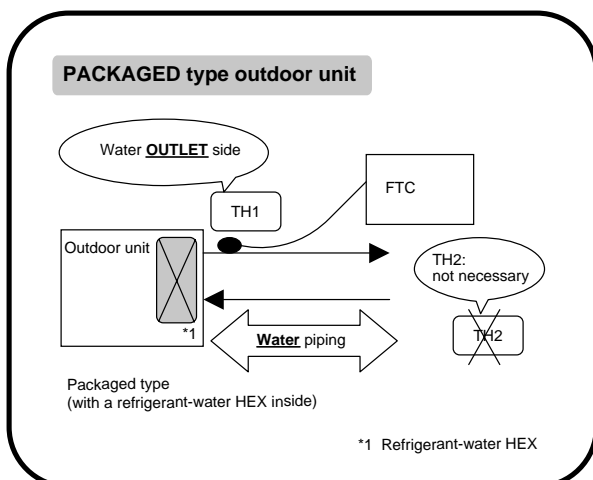 PACKAGED type outdoor unit
Water OUTLET side
TH1
FTC
Outdoor unit
*1
TH2:
not necessary
TH2
Water piping
Packaged type
(with a refrigerant-water HEX inside)
*1 Refrigerant-water HEX